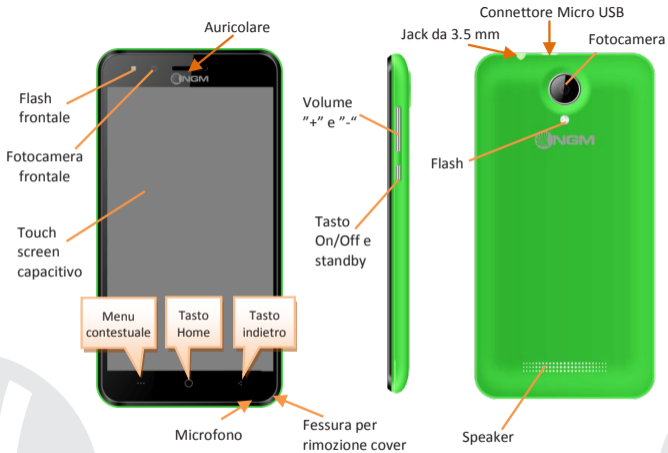 Auricolare
NGM
Flash
frontale
Fotocamera
frontale
Touch
screen
capacitivo
Menu
contestuale
Tasto
Home
Tasto
indietro
Microfono
Fessura per
rimozione cover
Volume
”+” e ”-“
Tasto
On/Off e
standby
Connettore Micro USB
Jack da 3.5 mm
Fotocamera
Flash
NGM
Speaker